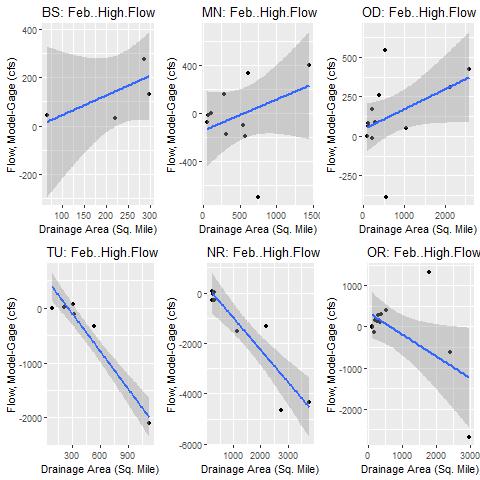 BS: Feb..High.Flow
MN: Feb..High.Flow
OD: Feb..High.Flow
Flow, Model-Gage (cfs)
400
200
0
-200
50 100 150 200 250 300
Drainage Area (Sq. Mile)
Flow, Model-Gage (cfs)
400
0
-400
0 500 1000 1500
Drainage Area (Sq. Mile)
Flow, Model-Gage (cfs)
500
250
0
-250
0 1000 2000
Drainage Area (Sq. Mile)
TU: Feb..High.Flow
NR: Feb..High.Flow
OR: Feb..High.Flow
Flow, Model-Gage (cfs)
0
-1000
-2000
300 600 900
Drainage Area (Sq. Mile)
Flow, Model-Gage (cfs)
0
-2000
-4000
-6000
0 1000 2000 3000
Drainage Area (Sq. Mile)
Flow, Model-Gage (cfs)
1000
0
-1000
-2000
0 1000 2000 3000
Drainage Area (Sq. Mile)